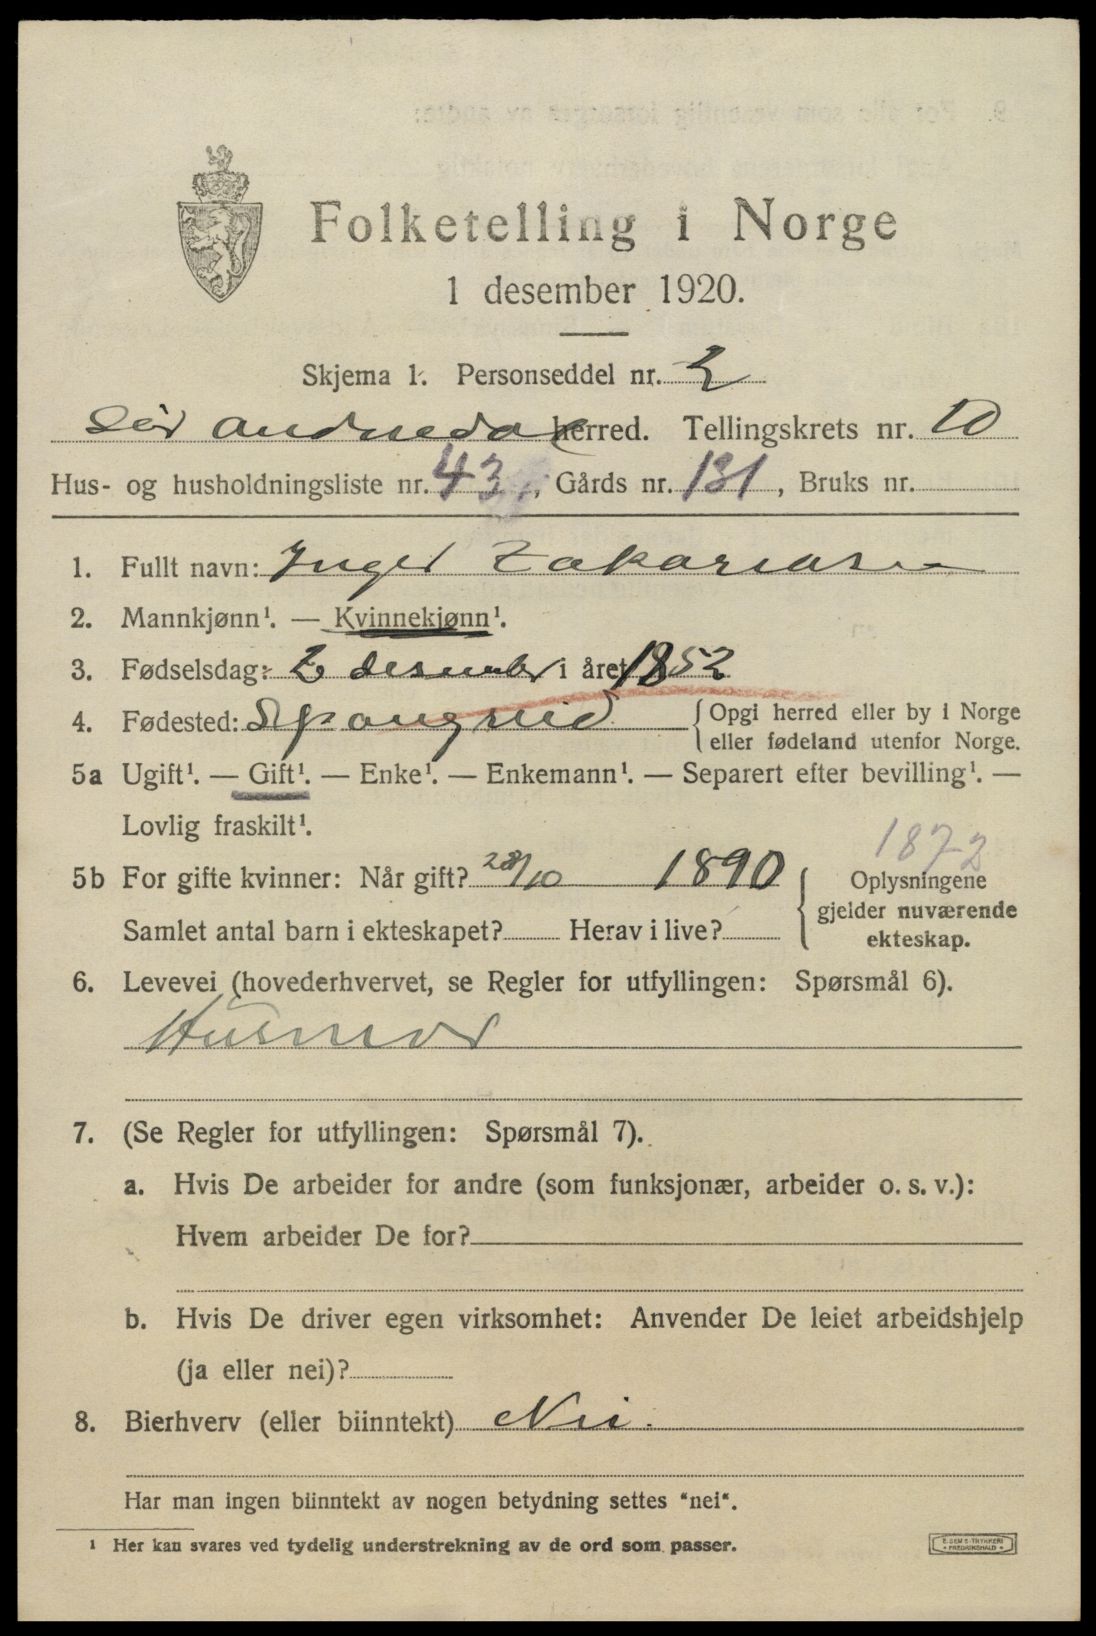 Folketelling i Norge
1 desember 1920.
Skjema 1. Personseddel nr. 2
Sør Audnedal herred. Tellingskrets nr. 10
Hus- og husholdningsliste nr. 43, Gårds nr. 131, Bruks nr.
1. Fullt navn: Inger Zakariasen
2. Mannkjønn¹. — Kvinnekjønn¹.
3. Fødselsdag: 2 desember i året 1852
4. Fødested: Spangreid {Opgi herred eller by i Norge
eller fødeland utenfor Norge.
5a Ugift¹. — Gift¹. — Enke¹. — Enkemann¹. — Separert efter bevilling¹. —
Lovlig fraskilt¹.
1872
5b For gifte kvinner: Når gift? 28/10 1890 { Oplysningene
gjelder nuværende
Samlet antal barn i ekteskapet? Herav i live?
ekteskap.
6. Levevei (hovederhvervet, se Regler for utfyllingen: Spørsmål 6).
Husmor
7. (Se Regler for utfyllingen: Spørsmål 7).
a. Hvis De arbeider for andre (som funksjonær, arbeider o. s. v.):
Hvem arbeider De for?
b. Hvis De driver egen virksomhet: Anvender De leiet arbeidshjelp
(ja eller nei)?
8. Bierhverv (eller biinntekt) Nei.
Har man ingen biinntekt av nogen betydning settes "nei".
¹ Her kan svares ved tydelig understrekning av de ord som passer.
E. SEM'S TRYKKERI
• FREDRIKSHALD •